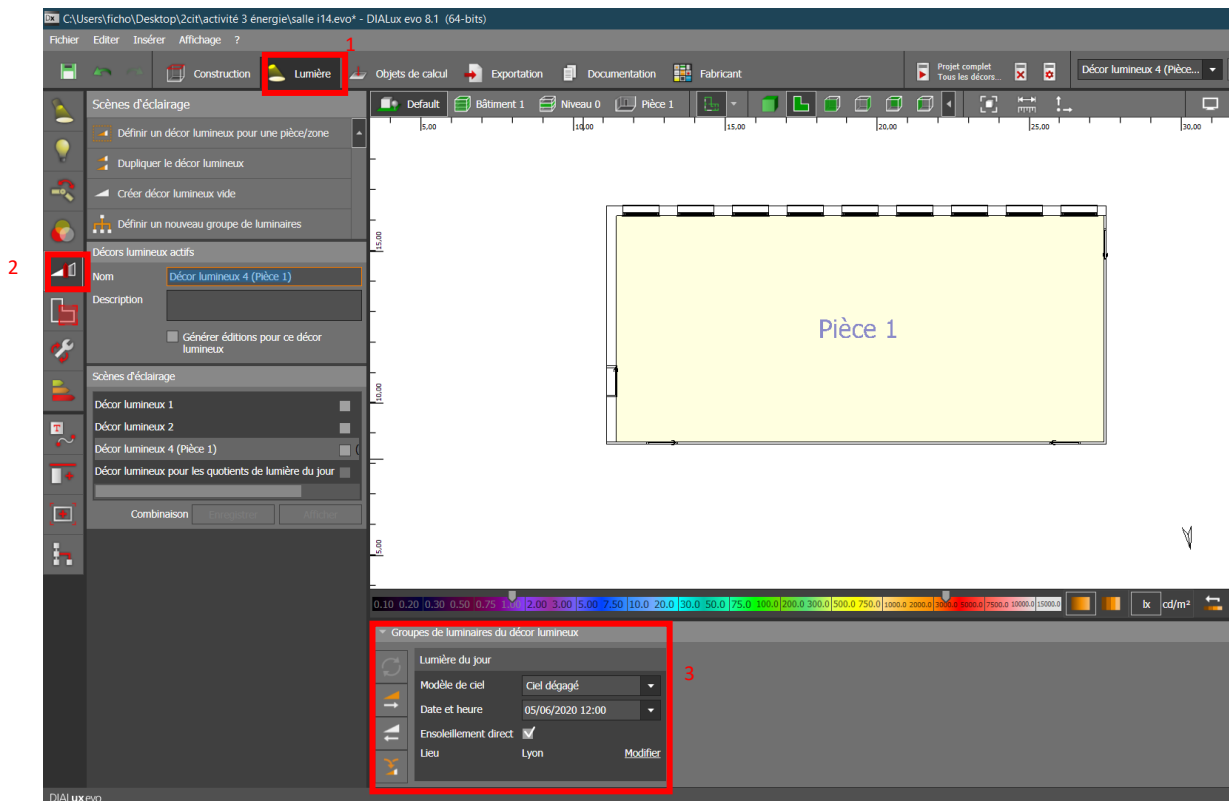 C:\Users\ficho\Desktop\2cit\activité 3 énergie\salle i14.evo* - DIALux evo 8.1 (64-bits)
Fichier Editer Insérer Affichage ?
1
Construction Lumière Objets de calcul Exportation Documentation Fabricant Projet complet Tous les décors... Décor lumineux 4 (Pièce...
Scènes d'éclairage
Default Bâtiment 1 Niveau 0 Pièce 1
5,00 10,00 15,00 20,00 25,00 30,00
Définir un décor lumineux pour une pièce/zone
Dupliquer le décor lumineux
Créer décor lumineux vide
Définir un nouveau groupe de luminaires
Décors lumineux actifs
15,00
2
Nom Décor lumineux 4 (Pièce 1)
Description
Générer éditions pour ce décor
lumineux
Pièce 1
Scènes d'éclairage
10,00
Décor lumineux 1
Décor lumineux 2
Décor lumineux 4 (Pièce 1)
Décor lumineux pour les quotients de lumière du jour
Combinaison Enregistrer Afficher
5,00
0.10 0.20 0.30 0.50 0.75 1.00 2.00 3.00 5.00 7.50 10.0 20.0 30.0 50.0 75.0 100.0 200.0 300.0 500.0 750.0 1000.0 2000.0 3000.0 5000.0 7500.0 10000.0 15000.0 lx cd/m²
Groupes de luminaires du décor lumineux
Lumière du jour
3
Modèle de ciel Ciel dégagé
Date et heure 05/06/2020 12:00
Ensoleillement direct
Lieu Lyon Modifier
DIALux evo